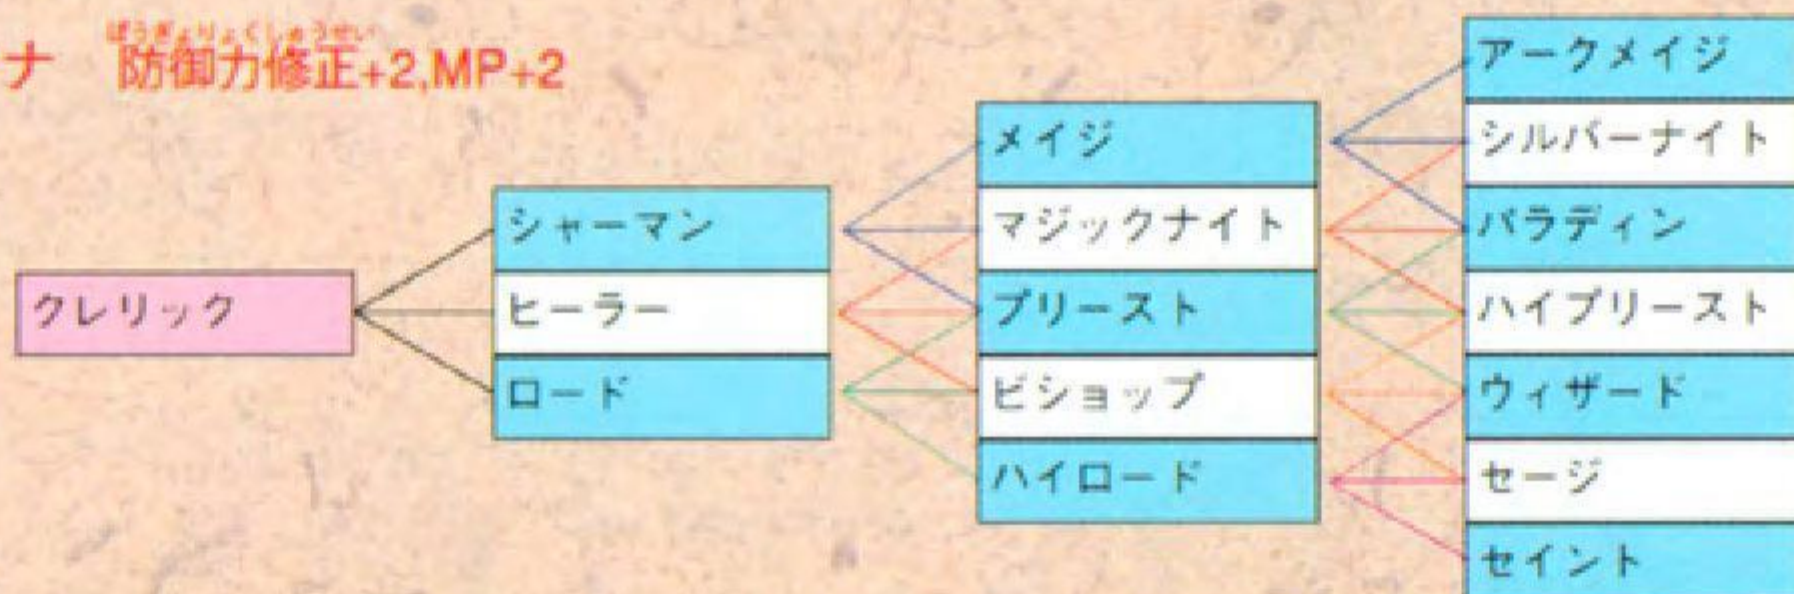 ナ 防御力修正+2,MP+2
ぼうぎょりょくしゅうせい
クレリック
シャーマン
ヒーラー
ロード
メイジ
マジックナイト
プリースト
ビショップ
ハイロード
アークメイジ
シルバーナイト
パラディン
ハイプリースト
ウィザード
セージ
セイント